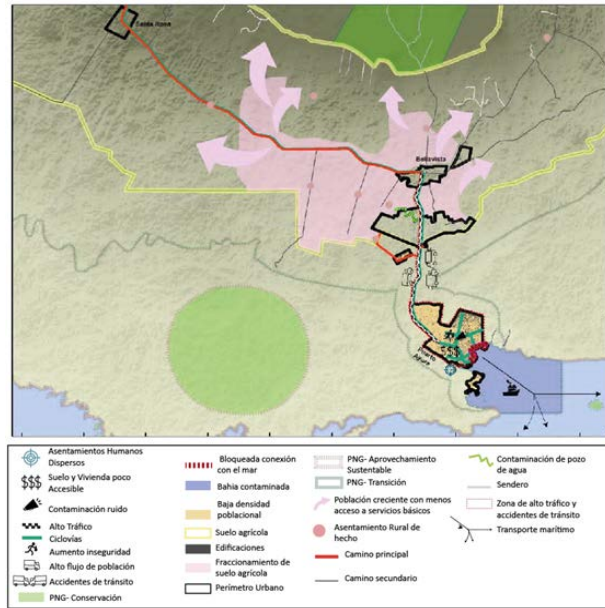 Santa Rosa
Bellavista
Puerto
Ayora
$$$
Asentamientos Humanos
Dispersos
$$$ Suelo y Vivienda poco
Accesible
Contaminación ruido
Alto Tráfico
Ciclovías
Aumento inseguridad
Alto flujo de población
Accidentes de tránsito
PNG- Conservación
Bloqueada conexión
con el mar
Bahia contaminada
Baja densidad
poblacional
Suelo agrícola
Edificaciones
Fraccionamiento de
suelo agrícola
Perímetro Urbano
PNG- Aprovechamiento
Sustentable
PNG- Transición
Población creciente con menos
acceso a servicios básicos
Asentamiento Rural de
hecho
Camino principal
Camino secundario
Contaminación de pozo
de agua
Sendero
Zona de alto tráfico y
accidentes de tránsito
Transporte marítimo